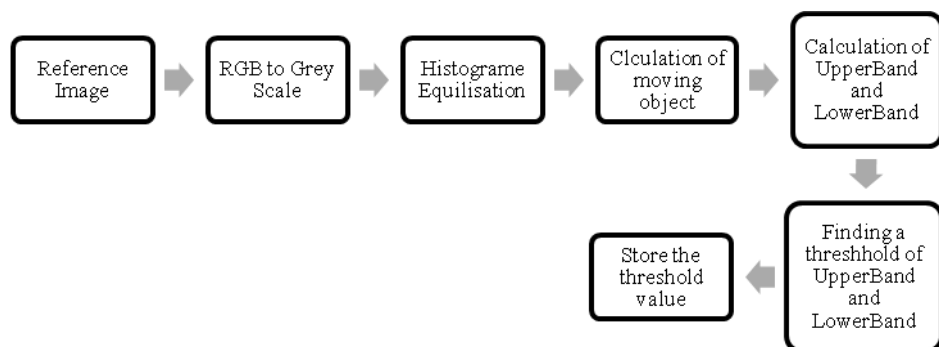 Reference
Image
RGB to Grey
Scale
Histograme
Equilisation
Clculation of
moving
object
Calculation of
UpperBand
and
LowerBand
Finding a
threshhold of
UpperBand
and
LowerBand
Store the
threshold
value